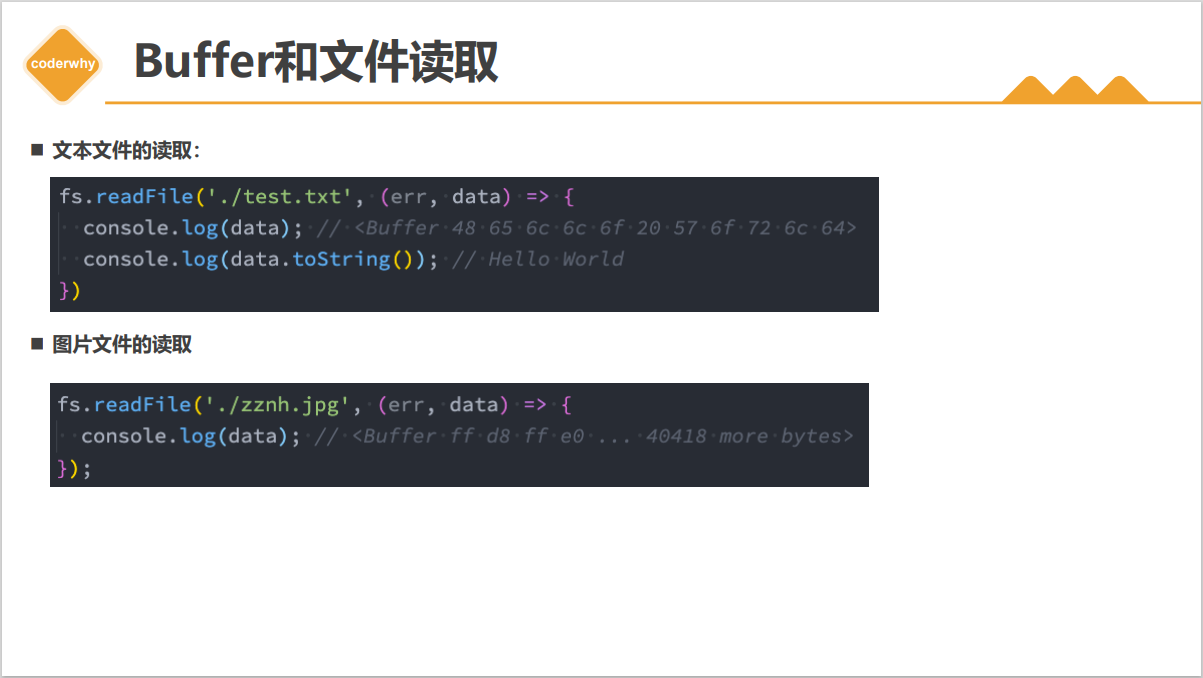 coderwhy
Buffer和文件读取
文本文件的读取：
fs.readFile('./test.txt', (err, data) => {
  console.log(data); // <Buffer 48 65 6c 6c 6f 20 57 6f 72 6c 64>
  console.log(data.toString()); // Hello World
})
图片文件的读取
fs.readFile('./zznh.jpg', (err, data) => {
  console.log(data); // <Buffer ff d8 ff e0 ... 40418 more bytes>
});